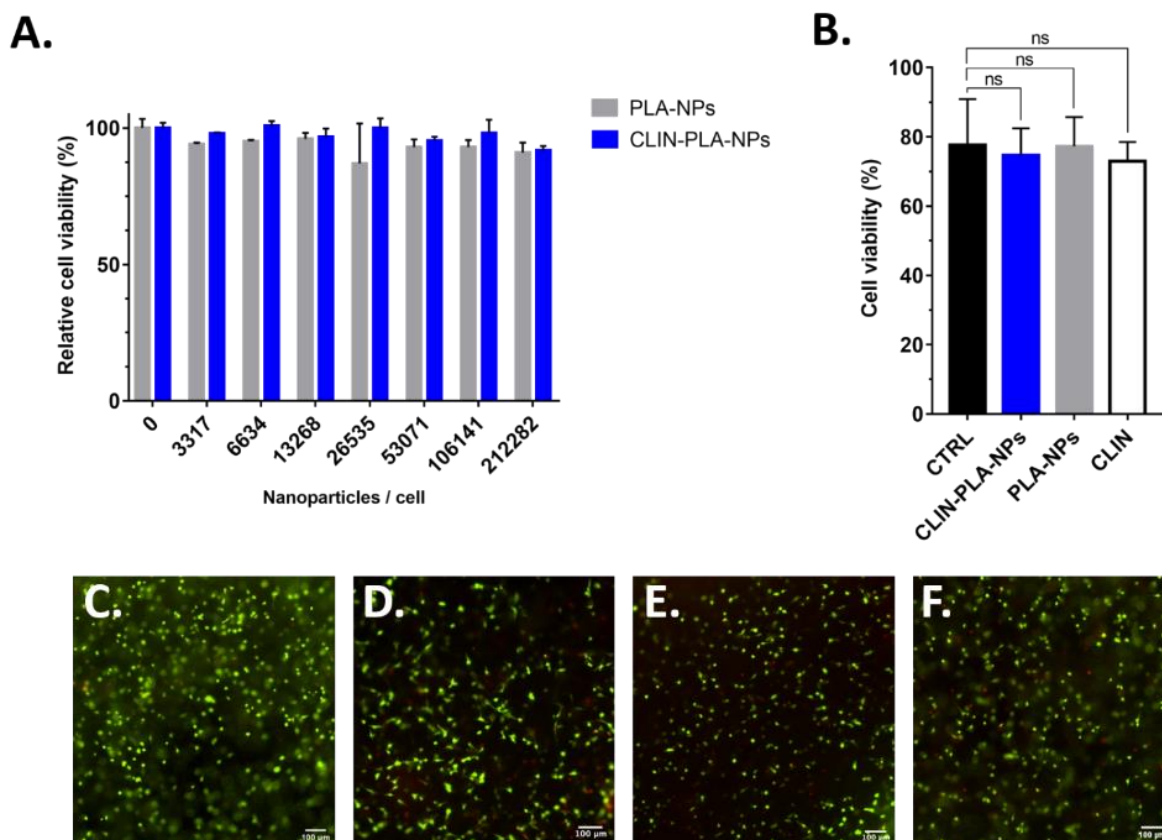 A.
Relative cell viability (%)
100
50
0
0
3317
6634
13268
26535
53071
106141
212282
Nanoparticles / cell
PLA-NPs
CLIN-PLA-NPs
B.
ns
ns
ns
Cell viability (%)
100
80
60
40
20
0
CTRL
CLIN-PLA-NPs
PLA-NPs
CLIN
C.
100 µm
D.
100 µm
E.
100 µm
F.
100 µm